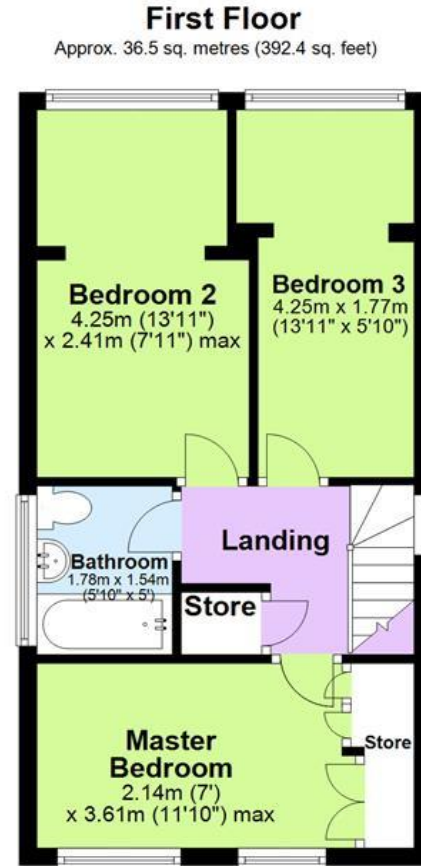 First Floor
Approx. 36.5 sq. metres (392.4 sq. feet)
Bedroom 2
4.25m (13'11")
x 2.41m (7'11") max
Bedroom 3
4.25m x 1.77m
(13'11" x 5'10")
Landing
Bathroom
1.78m x 1.54m
(5'10" x 5')
Store
Master
Bedroom
2.14m (7')
x 3.61m (11'10") max
Store